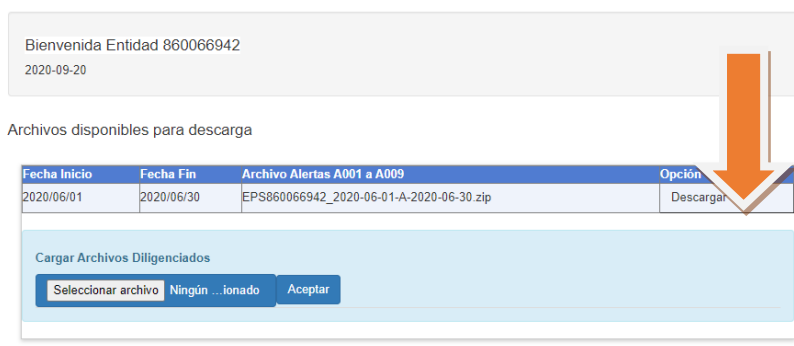 Bienvenida Entidad 860066942
2020-09-20
Archivos disponibles para descarga
Fecha Inicio Fecha Fin Archivo Alertas A001 a A009 Opción
2020/06/01 2020/06/30 EPS860066942_2020-06-01-A-2020-06-30.zip Descargar
Cargar Archivos Diligenciados
Seleccionar archivo Ningún ...ionado Aceptar